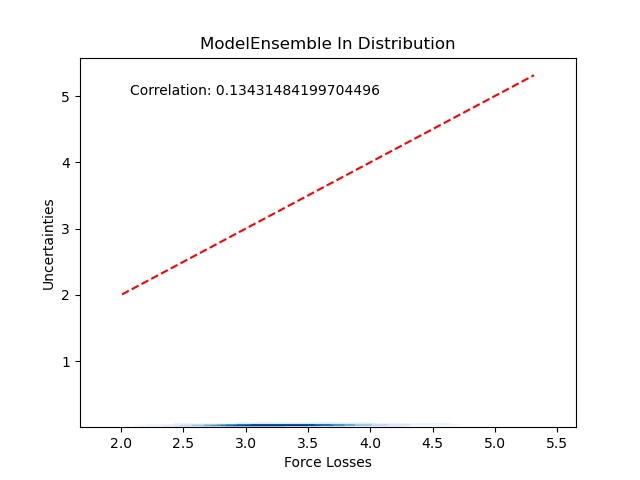 ModelEnsemble In Distribution
Correlation: 0.13431484199704496
5
4
3
2
1
Uncertainties
2.0 2.5 3.0 3.5 4.0 4.5 5.0 5.5
Force Losses